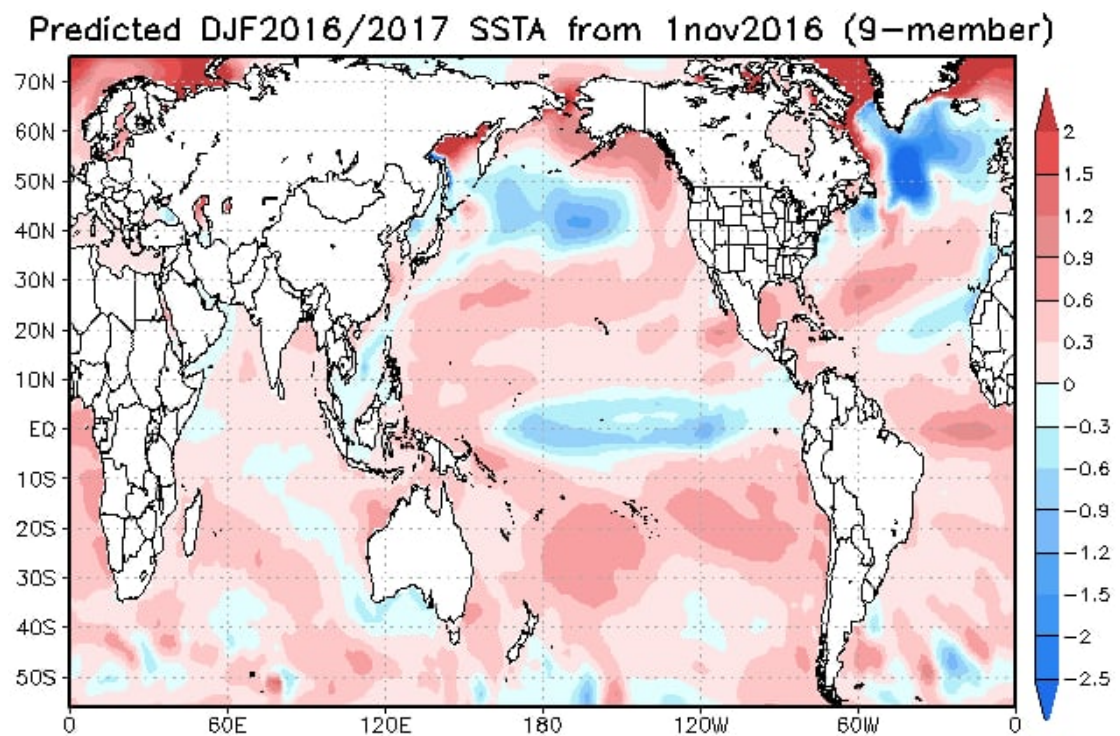 Predicted DJF2016/2017 SSTA from 1nov2016 (9−member)
70N
60N
50N
40N
30N
20N
10N
EQ
10S
20S
30S
40S
50S
0
60E
120E
180
120W
60W
0
2
1.5
1.2
0.9
0.6
0.3
0
−0.3
−0.6
−0.9
−1.2
−1.5
−2
−2.5